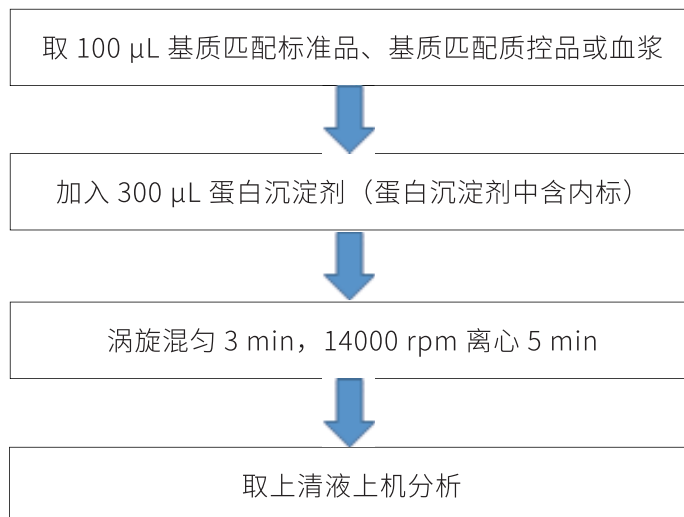 取 100 μL 基质匹配标准品、基质匹配质控品或血浆
加入 300 μL 蛋白沉淀剂（蛋白沉淀剂中含内标）
涡旋混匀 3 min，14000 rpm 离心 5 min
取上清液上机分析